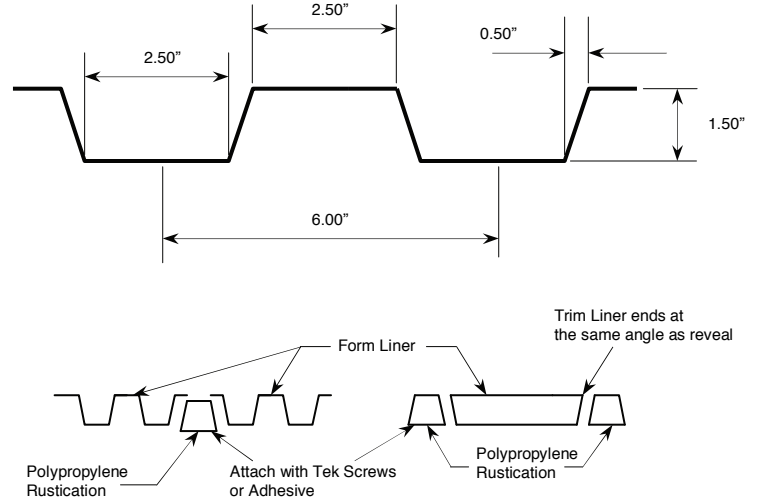 2.50”
0.50”
2.50”
1.50”
6.00”
Trim Liner ends at
the same angle as reveal
Form Liner
Polypropylene
Rustication
Attach with Tek Screws
or Adhesive
Polypropylene
Rustication